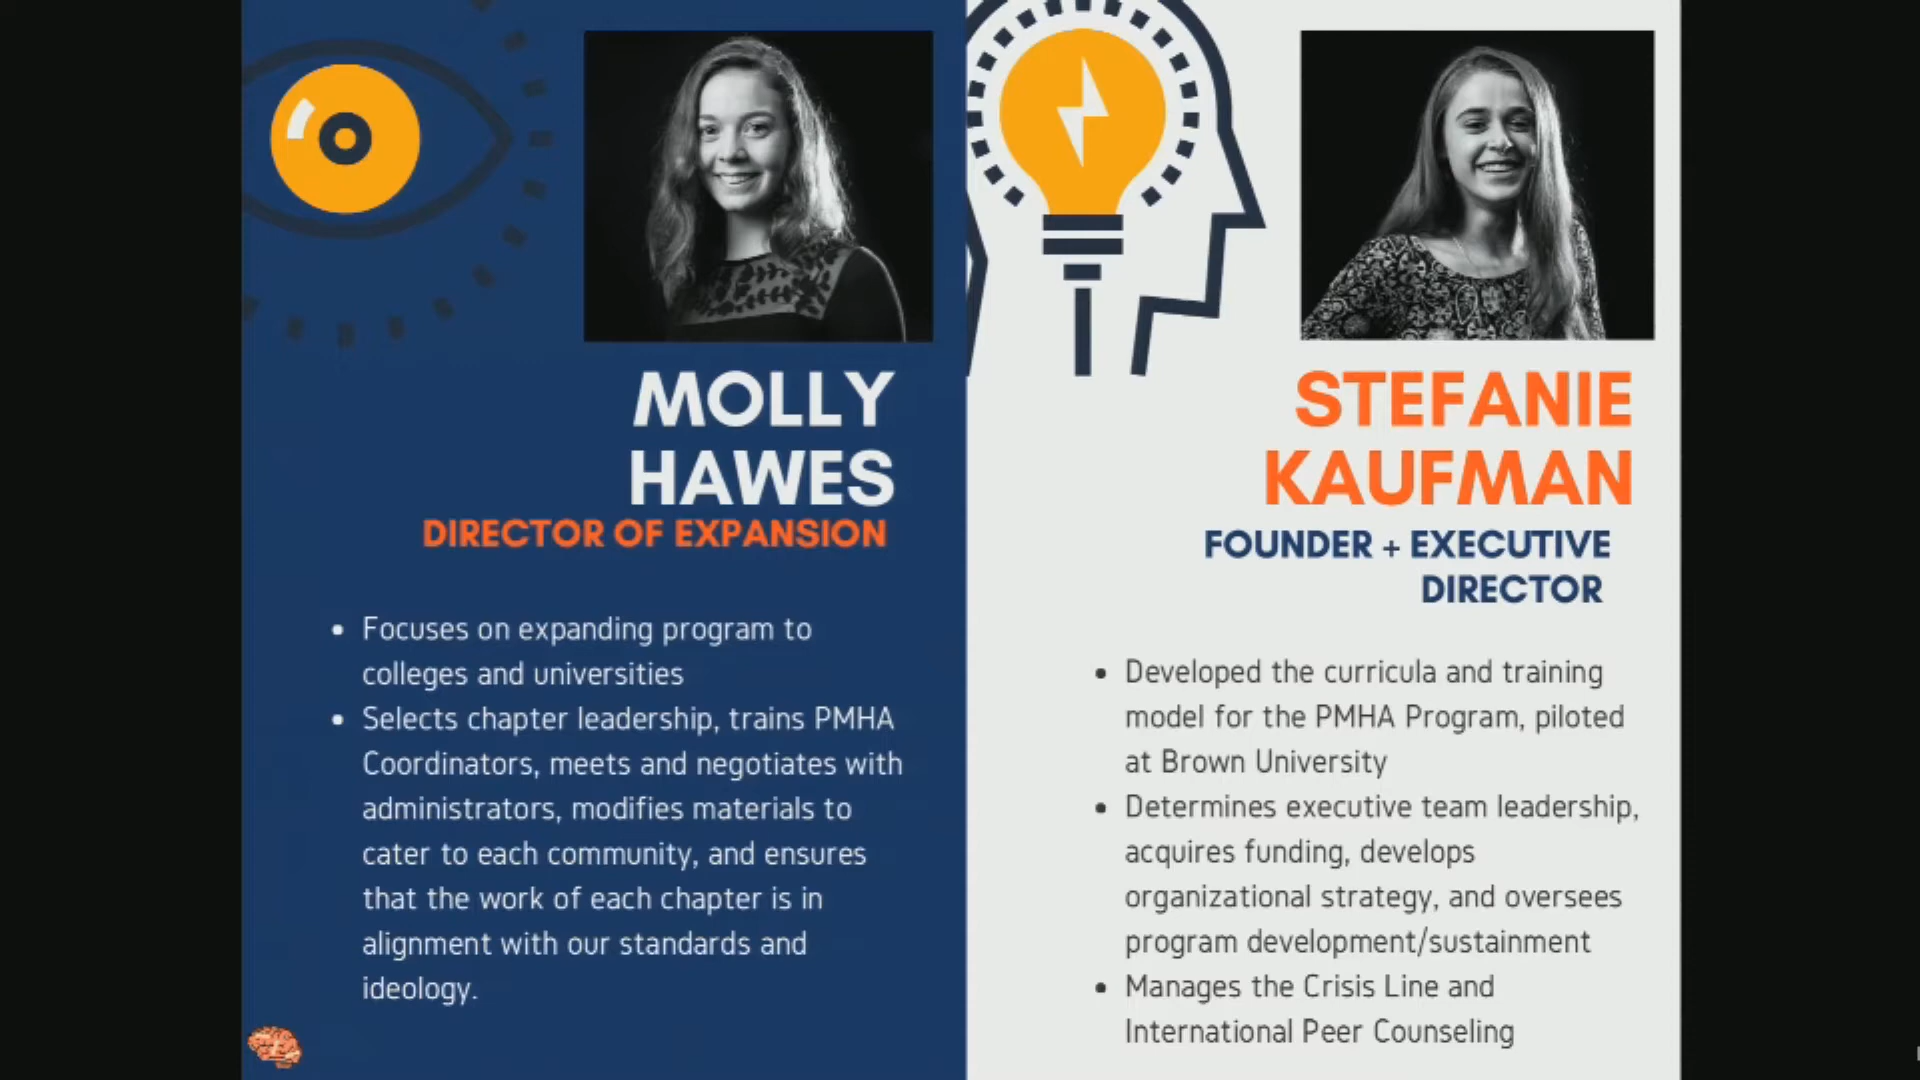 MOLLY
HAWES
DIRECTOR OF EXPANSION
• Focuses on expanding program to
colleges and universities
• Selects chapter leadership, trains PMHA
Coordinators, meets and negotiates with
administrators, modifies materials to
cater to each community, and ensures
that the work of each chapter is in
alignment with our standards and
ideology.
STEFANIE
KAUFMAN
FOUNDER + EXECUTIVE
DIRECTOR
• Developed the curricula and training
model for the PMHA Program, piloted
at Brown University
• Determines executive team leadership,
acquires funding, develops
organizational strategy, and oversees
program development/sustainment
• Manages the Crisis Line and
International Peer Counseling